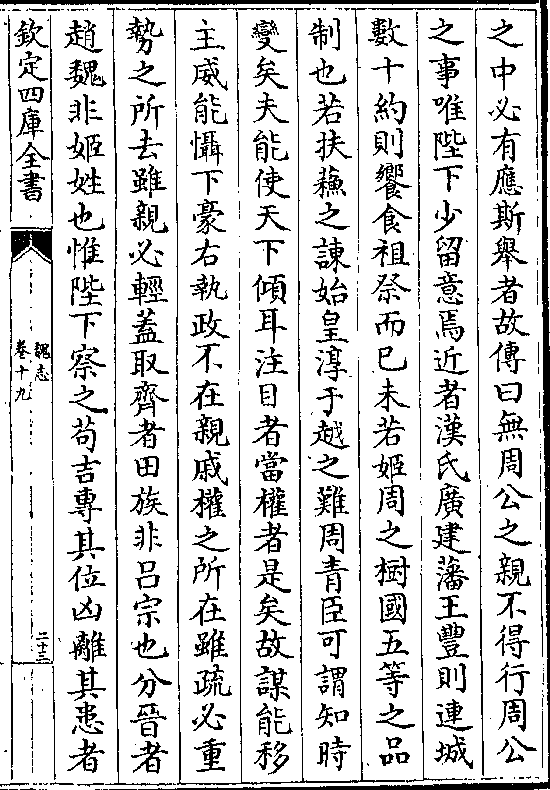 之中必有應斯舉者故傳曰無周公之親不得行周公
之事唯陛下少留意焉近者漢氏廣建藩王豐則連城
數十約則饗食祖祭而已未若姬周之樹國五等之品
制也若扶蘇之諫始皇淳于越之難周青臣可謂知時
變矣夫能使天下傾耳注目者當權者是矣故謀能移
主威能懾下豪右執政不在親戚權之所在雖疏必重
勢之所去雖親必輕蓋取齊者田族非呂宗也分晉者
趙魏非姬姓也惟陛下察之苟吉專其位凶離其患者
欽定四庫全書
魏志
卷十九
二十三